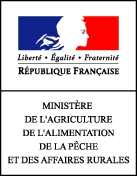 Liberté • Égalité • Fraternité
RÉPUBLIQUE FRANÇAISE
MINISTÈRE
DE L'AGRICULTURE
DE L'ALIMENTATION
DE LA PÊCHE
ET DES AFFAIRES RURALES